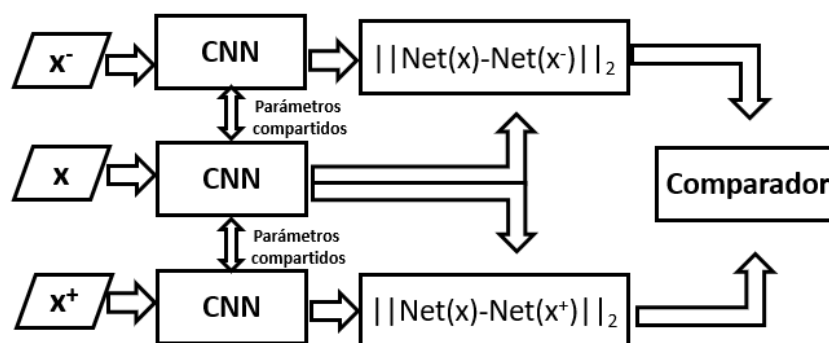 x⁻
CNN
||Net(x)-Net(x⁻)||₂
Parámetros
compartidos
x
CNN
Comparador
Parámetros
compartidos
x⁺
CNN
||Net(x)-Net(x⁺)||₂